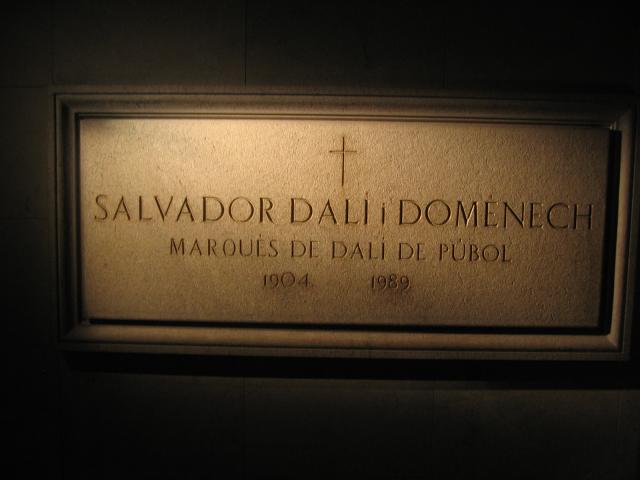 SALVADOR DALÍ i DOMÈNECH
MARQUÈS DE DALÍ DE PÚBOL
1904 1989